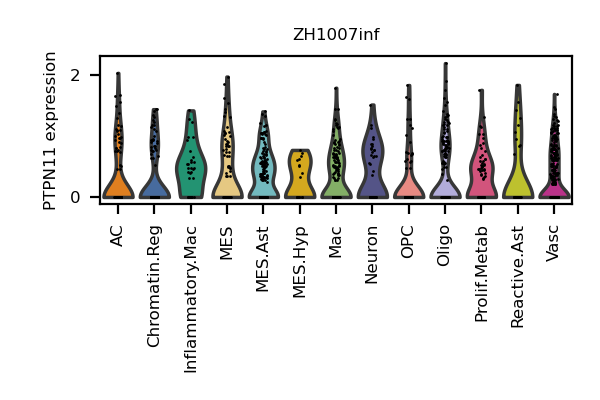 ZH1007inf
PTPN11 expression
2
0
AC
Chromatin.Reg
Inflammatory.Mac
MES
MES.Ast
MES.Hyp
Mac
Neuron
OPC
Oligo
Prolif.Metab
Reactive.Ast
Vasc